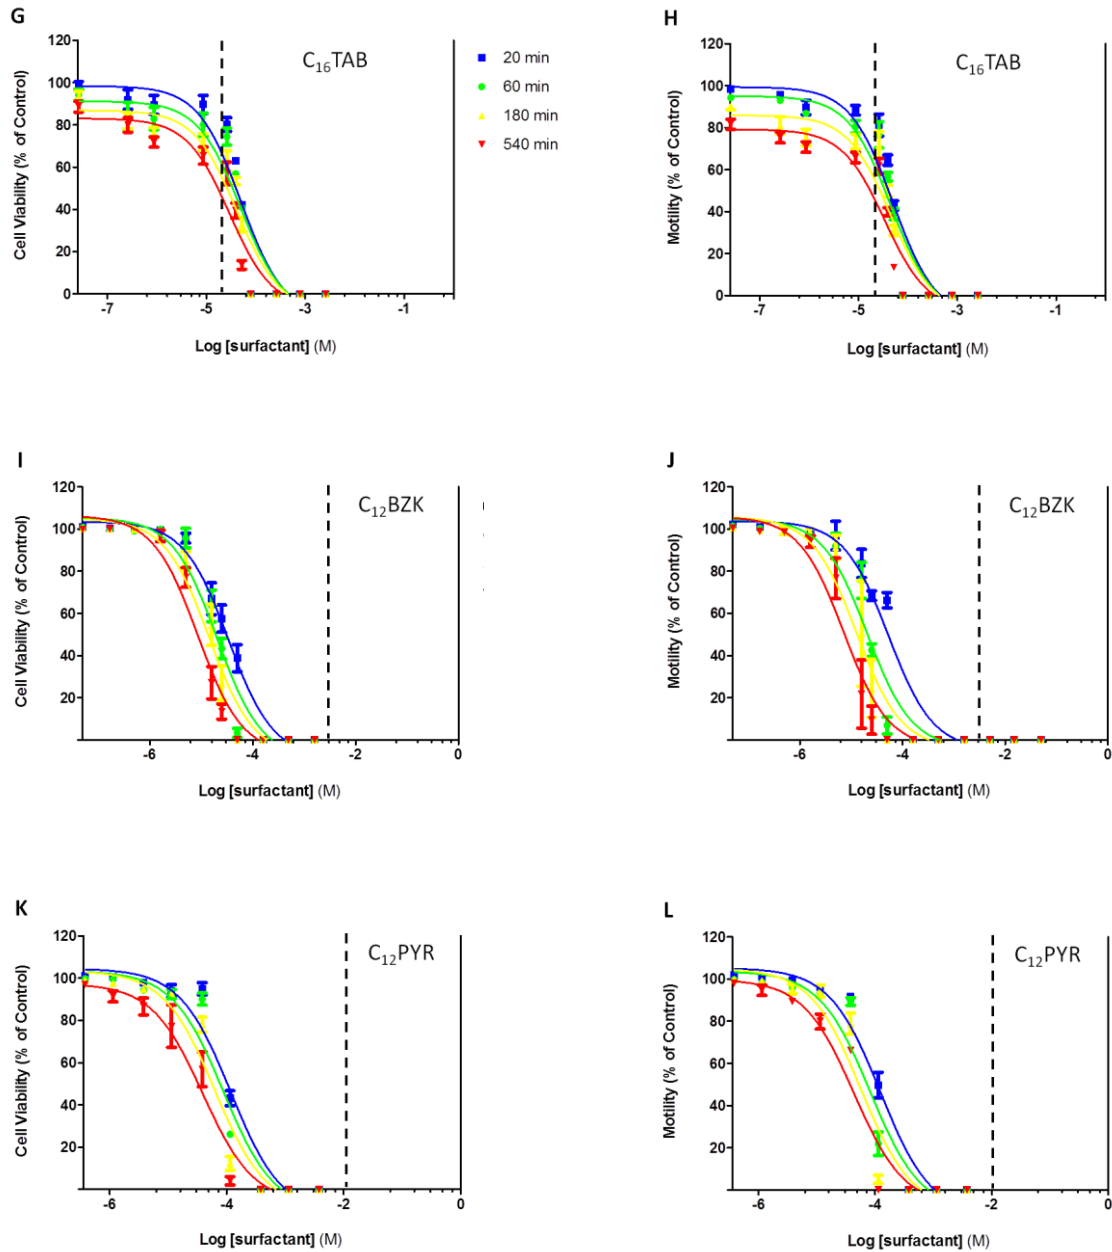 G
120
100
80
60
40
20
0
-7
-5
-3
-1
Cell Viability (% of Control)
Log [surfactant] (M)
C₁₆TAB
20 min
60 min
180 min
540 min
H
120
100
80
60
40
20
0
-7
-5
-3
-1
Motility (% of Control)
Log [surfactant] (M)
C₁₆TAB
I
120
100
80
60
40
20
-6
-4
-2
0
Cell Viability (% of Control)
Log [surfactant] (M)
C₁₂BZK
J
120
100
80
60
40
20
-6
-4
-2
0
Motility (% of Control)
Log [surfactant] (M)
C₁₂BZK
K
120
100
80
60
40
20
-6
-4
-2
0
Cell Viability (% of Control)
Log [surfactant] (M)
C₁₂PYR
L
120
100
80
60
40
20
-6
-4
-2
0
Motility (% of Control)
Log [surfactant] (M)
C₁₂PYR